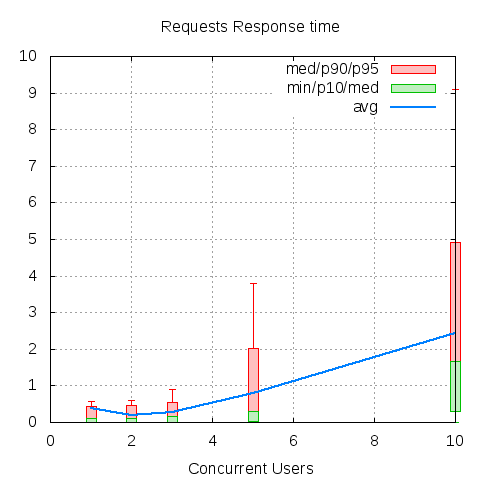 Requests Response time
10
9
8
7
6
5
4
3
2
1
0
med/p90/p95
min/p10/med
avg
0 2 4 6 8 10
Concurrent Users